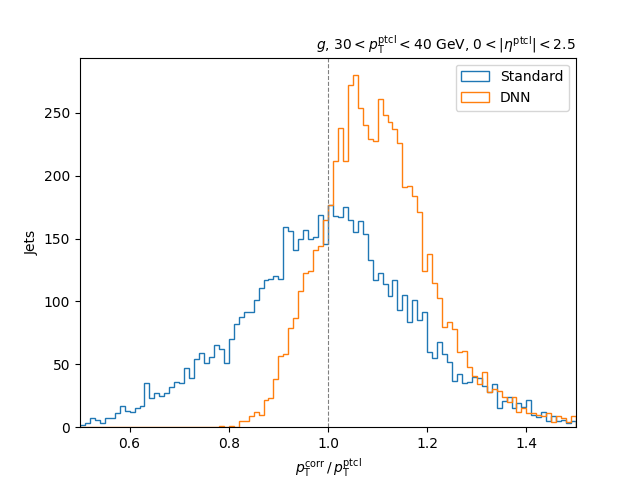 g, 30 < p_T^ptcl < 40 GeV, 0 < |η^ptcl| < 2.5
Standard
DNN
Jets
250
200
150
100
50
0
0.6 0.8 1.0 1.2 1.4
p_T^corr / p_T^ptcl